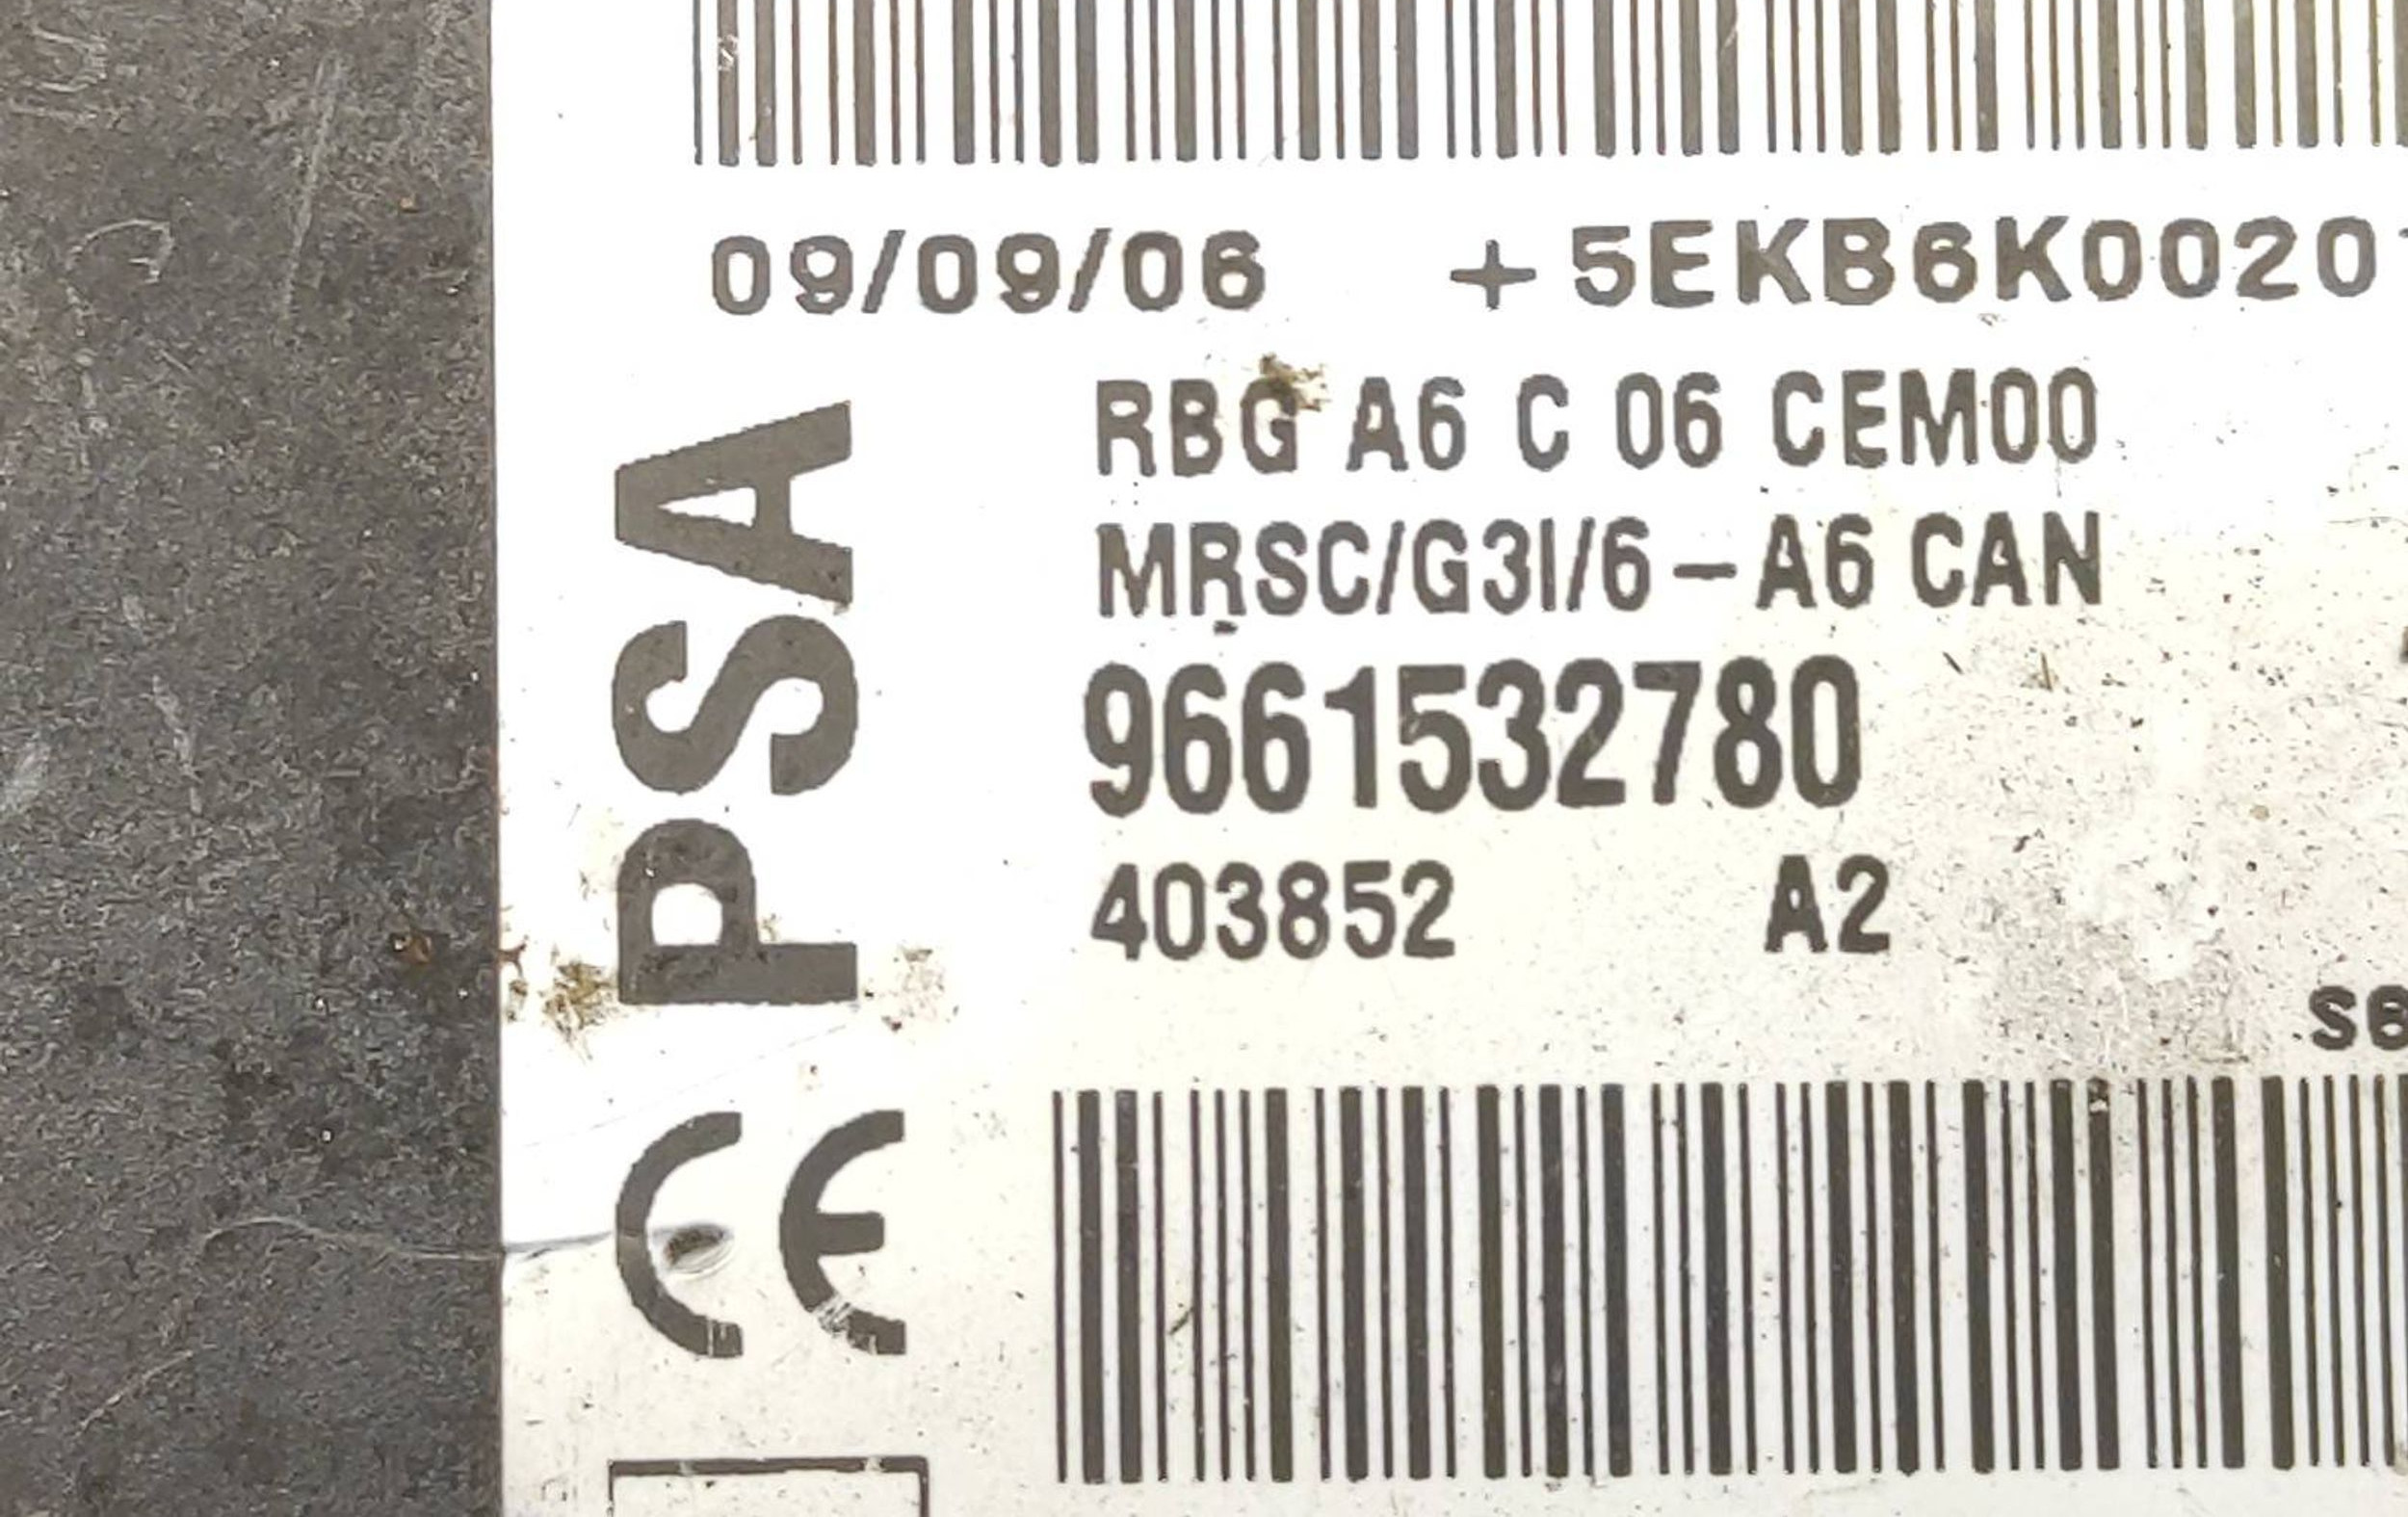 09/09/06 +5EKB6K0020
RBG A6 C 06 CEM00
MRSC/G3I/6-A6 CAN
9661532780
403852 A2
PSA
CE